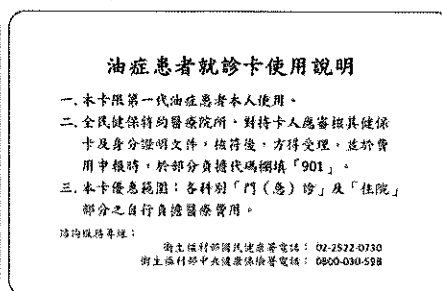 油症患者就診卡使用說明
一、本卡限第一代油症患者本人使用。
二、全民健保特約醫療院所,對持卡人應審核其健保
卡及身分證明文件,核符後,方得受理,並於費
用申報時,於部分負擔代碼欄填「901」。
三、本卡優惠範圍:各科別「門(急)診」及「住院」
部分之自行負擔醫療費用。
諮詢服務專線:
衛生福利部國民健康署電話: 02-2522-0730
衛生福利部中央健康保險署電話: 0800-030-598